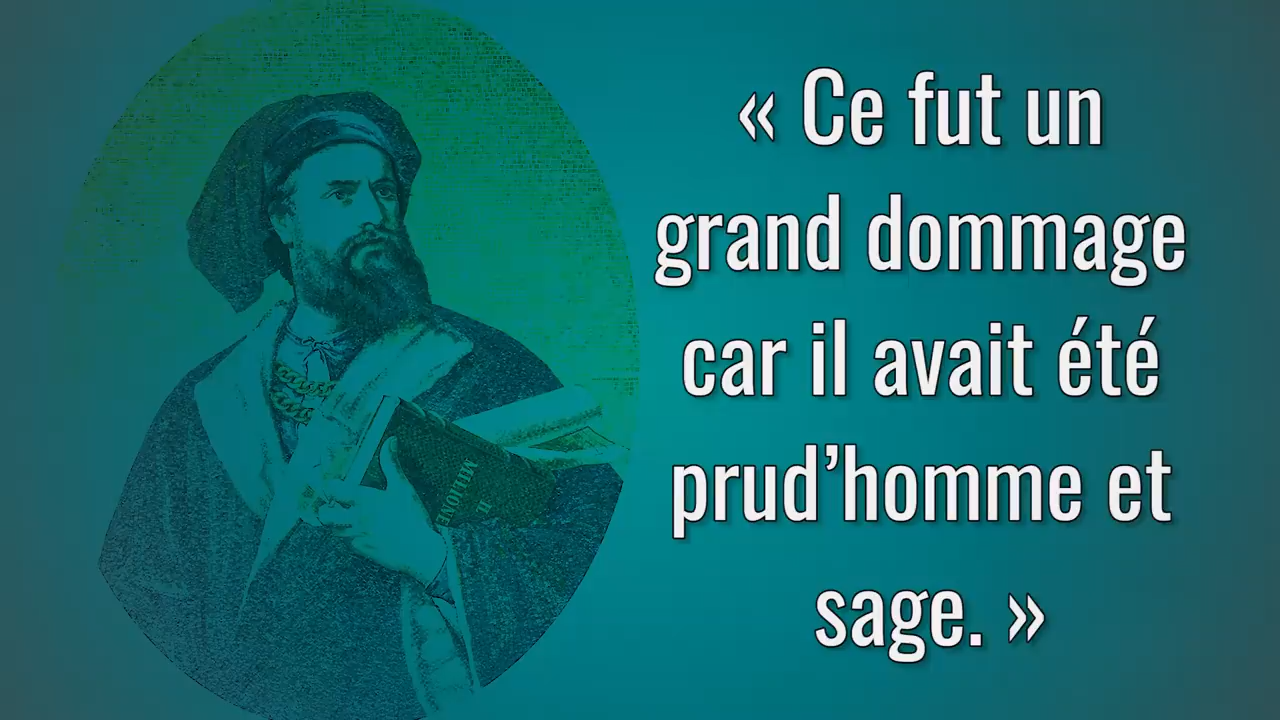 « Ce fut un
grand dommage
car il avait été
prud’homme et
sage. »
IL
MILIONE